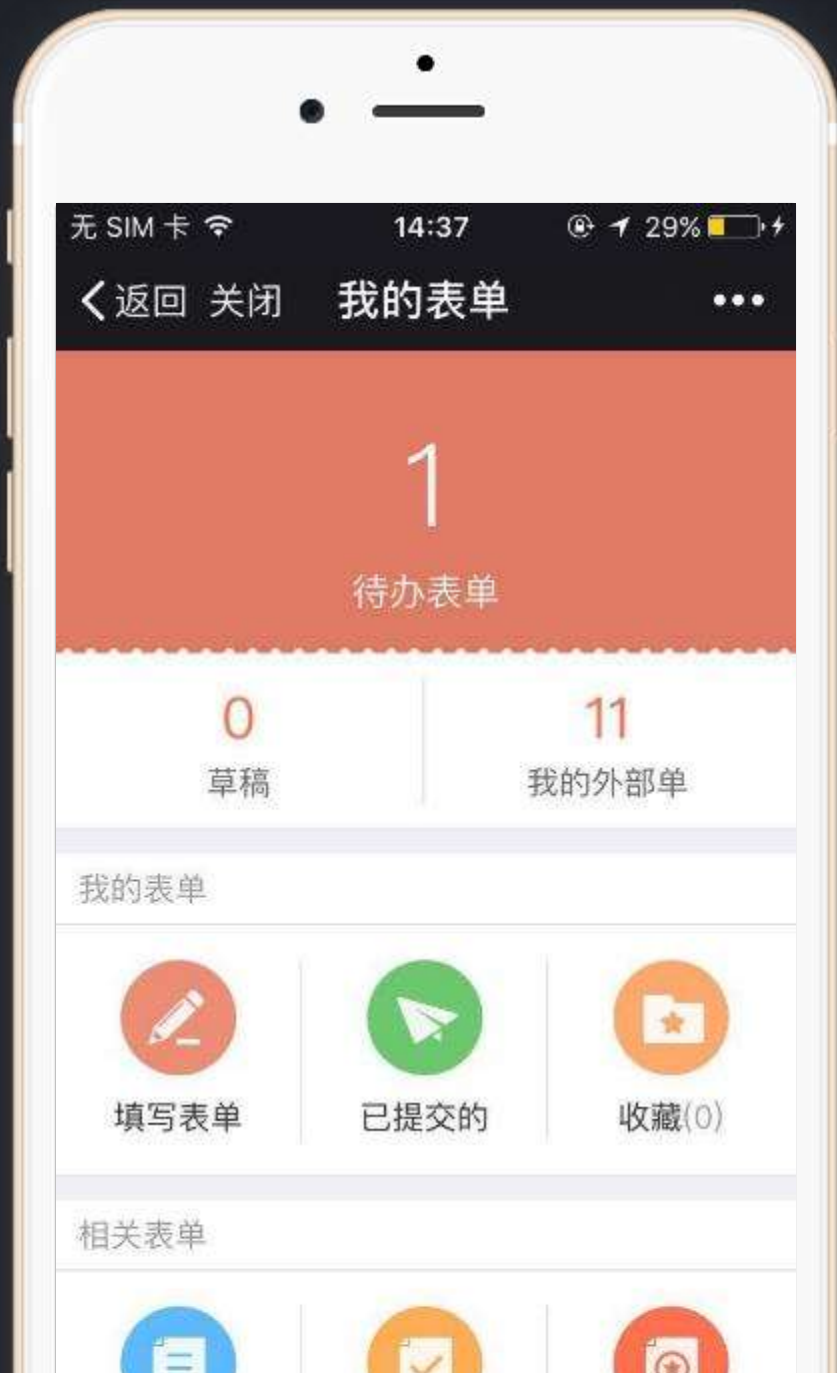 无 SIM 卡 14:37 29%
返回 关闭 我的表单 •••
1
待办表单
0 11
草稿 我的外部单
我的表单
填写表单 已提交的 收藏(0)
相关表单